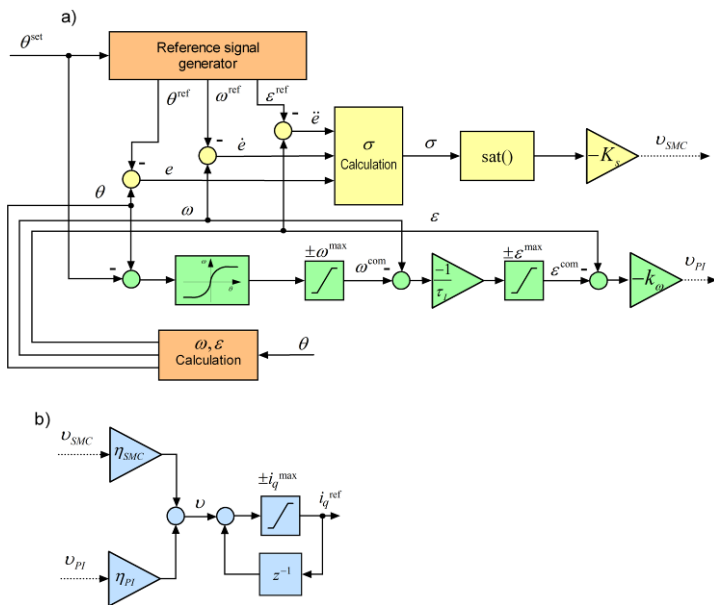 a)
θ^set
Reference signal
generator
θ^ref
ω^ref
ε^ref
-
-
-
ë
ė
e
σ
Calculation
σ
sat()
−K_s
υ_SMC
θ
ω
ε
-
ω
θ
±ω^max
ω^com
-
−1
τ_l
±ε^max
ε^com
-
−k_ω
υ_PI
ω, ε
Calculation
θ
b)
υ_SMC
η_SMC
υ
±i_q^max
i_q^ref
υ_PI
η_PI
z^−1